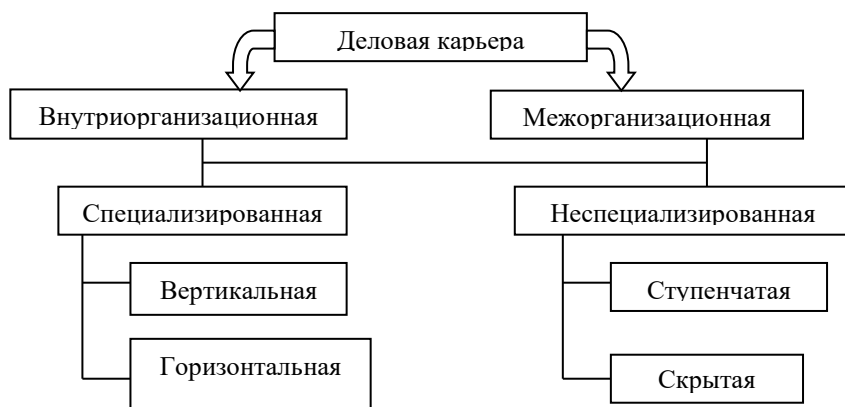 Деловая карьера
Внутриорганизационная
Межорганизационная
Специализированная
Неспециализированная
Вертикальная
Ступенчатая
Горизонтальная
Скрытая